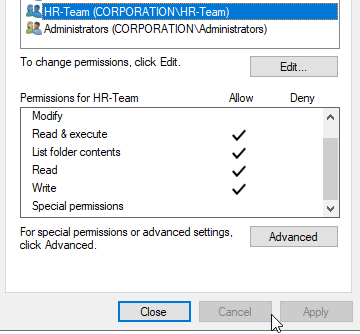 HR-Team (CORPORATION\HR-Team)
Administrators (CORPORATION\Administrators)
To change permissions, click Edit.
Edit...
Permissions for HR-Team Allow Deny
Modify
Read & execute
List folder contents
Read
Write
Special permissions
For special permissions or advanced settings,
click Advanced.
Advanced
Close Cancel Apply